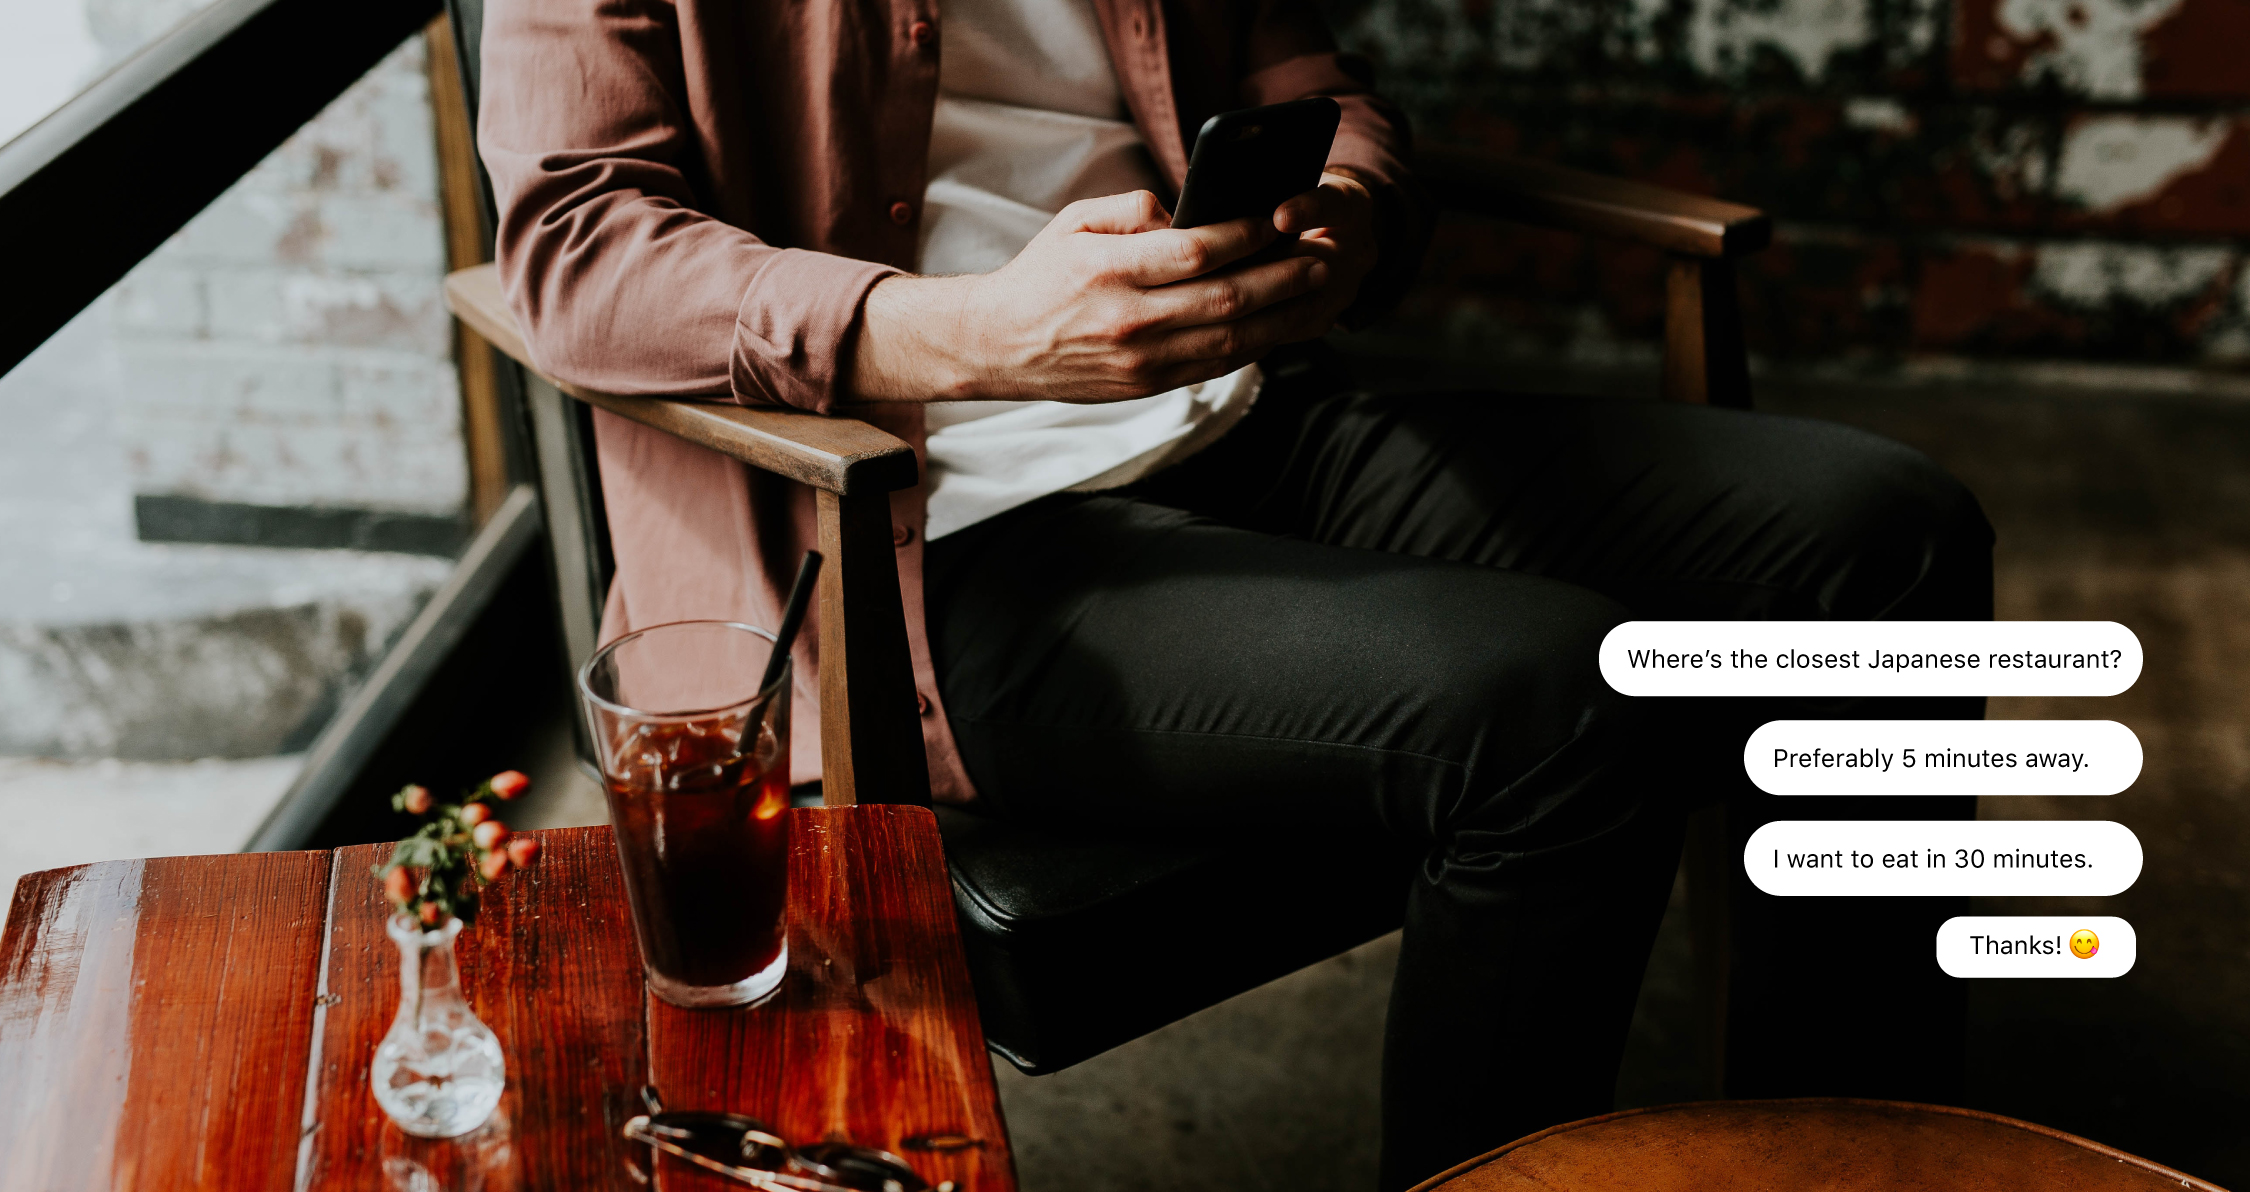 Where’s the closest Japanese restaurant?
Preferably 5 minutes away.
I want to eat in 30 minutes.
Thanks! 😋